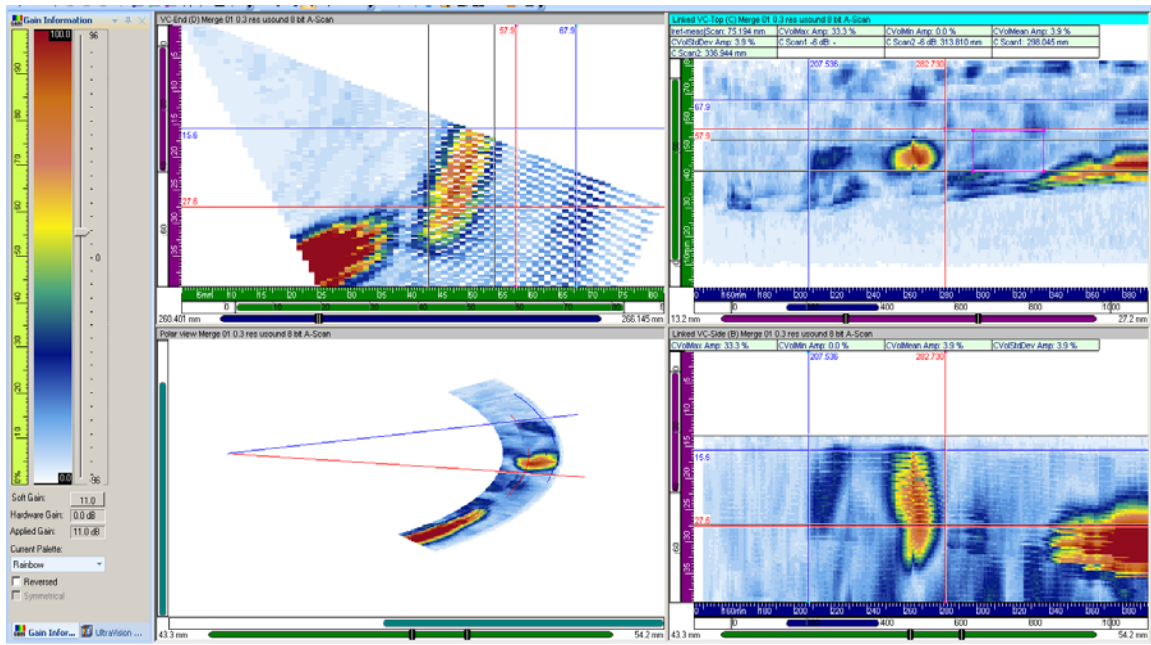 Gain Information
100.0
96
0
0.0
-96
Soft Gain:
11.0
Hardware Gain:
0.0 dB
Applied Gain:
11.0 dB
Current Palette:
Rainbow
Reversed
Symmetrical
Gain Infor...
UltraVision ...
VC-End (D) Merge 01 0.3 res usound 8 bit A-Scan
57.9
67.9
15.6
27.6
260.401 mm
266.145 mm
Linked VC-Top (C) Merge 01 0.3 res usound 8 bit A-Scan
CVolMax Amp: 33.3 %
CVolMin Amp: 0.0 %
CVolMean Amp: 3.9 %
CVolStdDev Amp: 3.9 %
C Scan1 -6 dB: -
C Scan2 -6 dB: 313.810 mm
C Scan1: 298.045 mm
C Scan2: 336.944 mm
207.536
282.730
67.9
57.9
13.2 mm
27.2 mm
Polar view Merge 01 0.3 res usound 8 bit A-Scan
43.3 mm
54.2 mm
Linked VC-Side (B) Merge 01 0.3 res usound 8 bit A-Scan
CVolMax Amp: 33.3 %
CVolMin Amp: 0.0 %
CVolMean Amp: 3.9 %
CVolStdDev Amp: 3.9 %
207.536
282.730
15.6
27.6
43.3 mm
54.2 mm